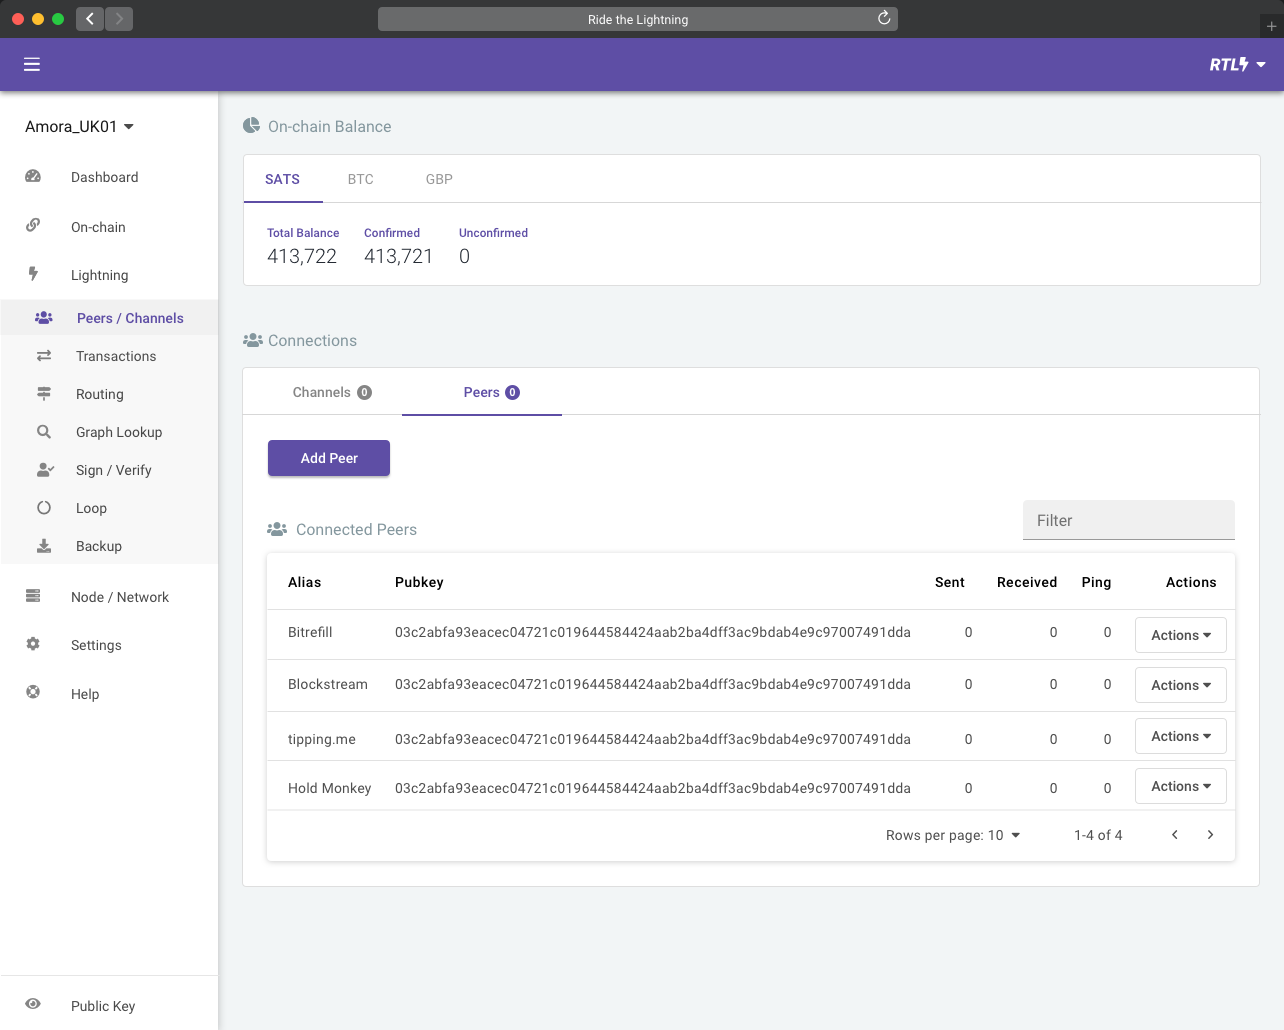 Ride the Lightning
RTL
Amora_UK01
Dashboard
On-chain
Lightning
Peers / Channels
Transactions
Routing
Graph Lookup
Sign / Verify
Loop
Backup
Node / Network
Settings
Help
Public Key
On-chain Balance
SATS BTC GBP
Total Balance Confirmed Unconfirmed
413,722 413,721 0
Connections
Channels 0 Peers 0
Add Peer
Connected Peers Filter
Alias Pubkey Sent Received Ping Actions
Bitrefill 03c2abfa93eacec04721c019644584424aab2ba4dff3ac9bdab4e9c97007491dda 0 0 0 Actions
Blockstream 03c2abfa93eacec04721c019644584424aab2ba4dff3ac9bdab4e9c97007491dda 0 0 0 Actions
tipping.me 03c2abfa93eacec04721c019644584424aab2ba4dff3ac9bdab4e9c97007491dda 0 0 0 Actions
Hold Monkey 03c2abfa93eacec04721c019644584424aab2ba4dff3ac9bdab4e9c97007491dda 0 0 0 Actions
Rows per page: 10 1-4 of 4